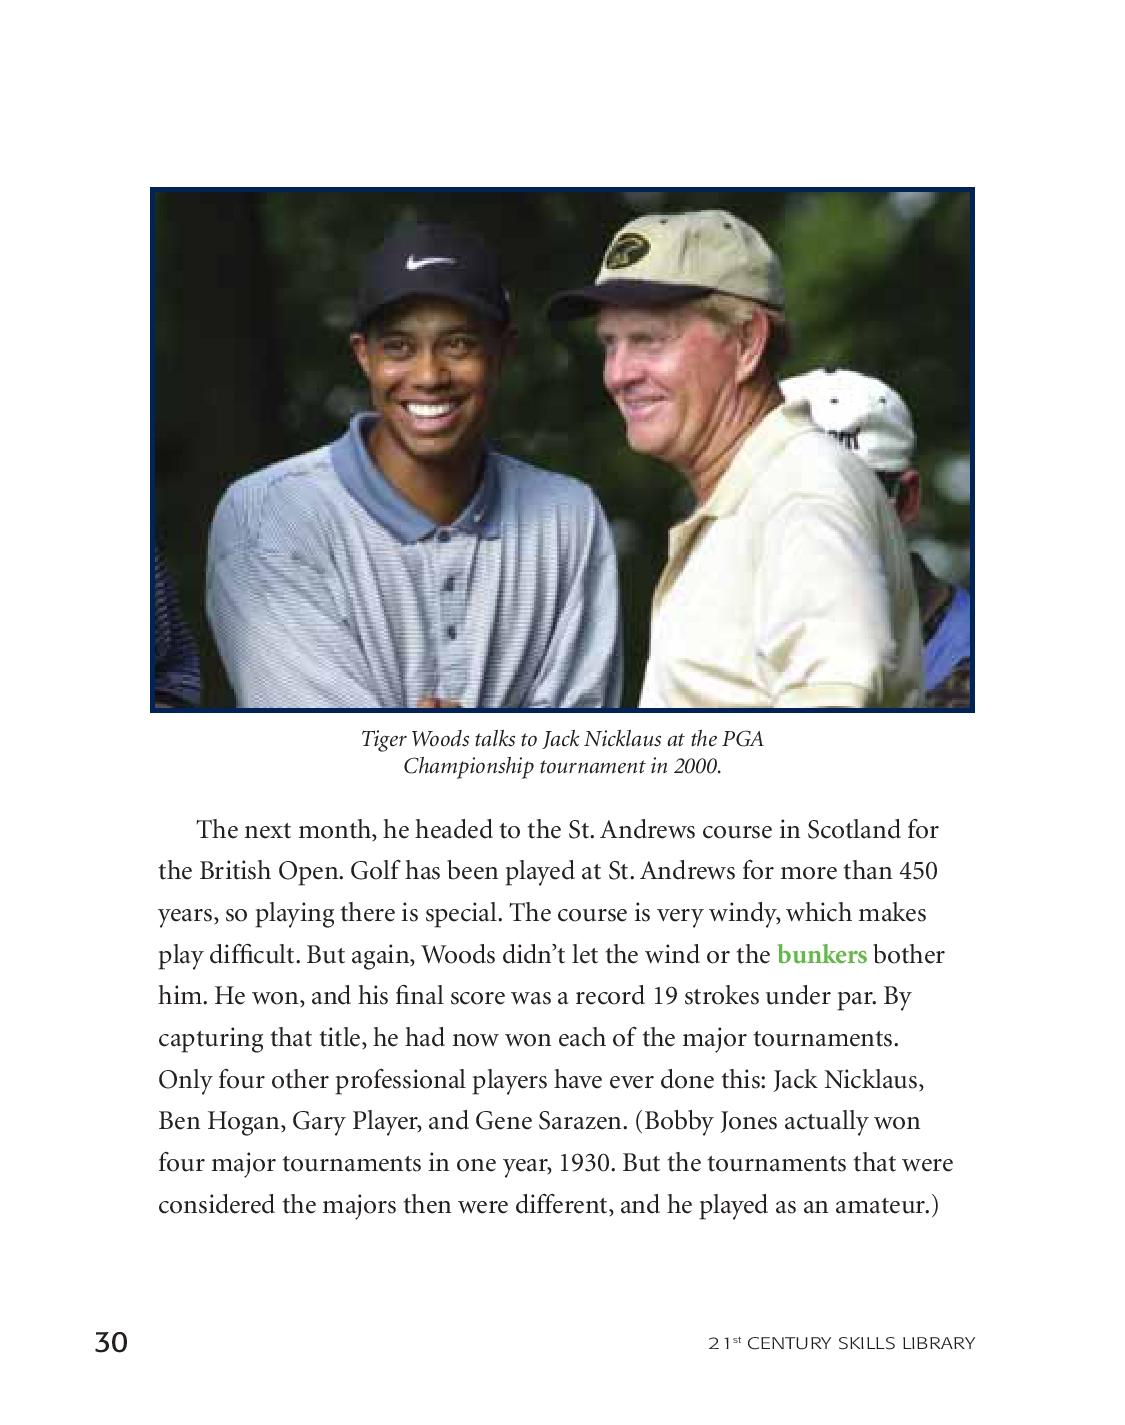 Tiger Woods talks to Jack Nicklaus at the PGA
Championship tournament in 2000.
The next month, he headed to the St. Andrews course in Scotland for
the British Open. Golf has been played at St. Andrews for more than 450
years, so playing there is special. The course is very windy, which makes
play difficult. But again, Woods didn’t let the wind or the bunkers bother
him. He won, and his final score was a record 19 strokes under par. By
capturing that title, he had now won each of the major tournaments.
Only four other professional players have ever done this: Jack Nicklaus,
Ben Hogan, Gary Player, and Gene Sarazen. (Bobby Jones actually won
four major tournaments in one year, 1930. But the tournaments that were
considered the majors then were different, and he played as an amateur.)
30
21st CENTURY SKILLS LIBRARY